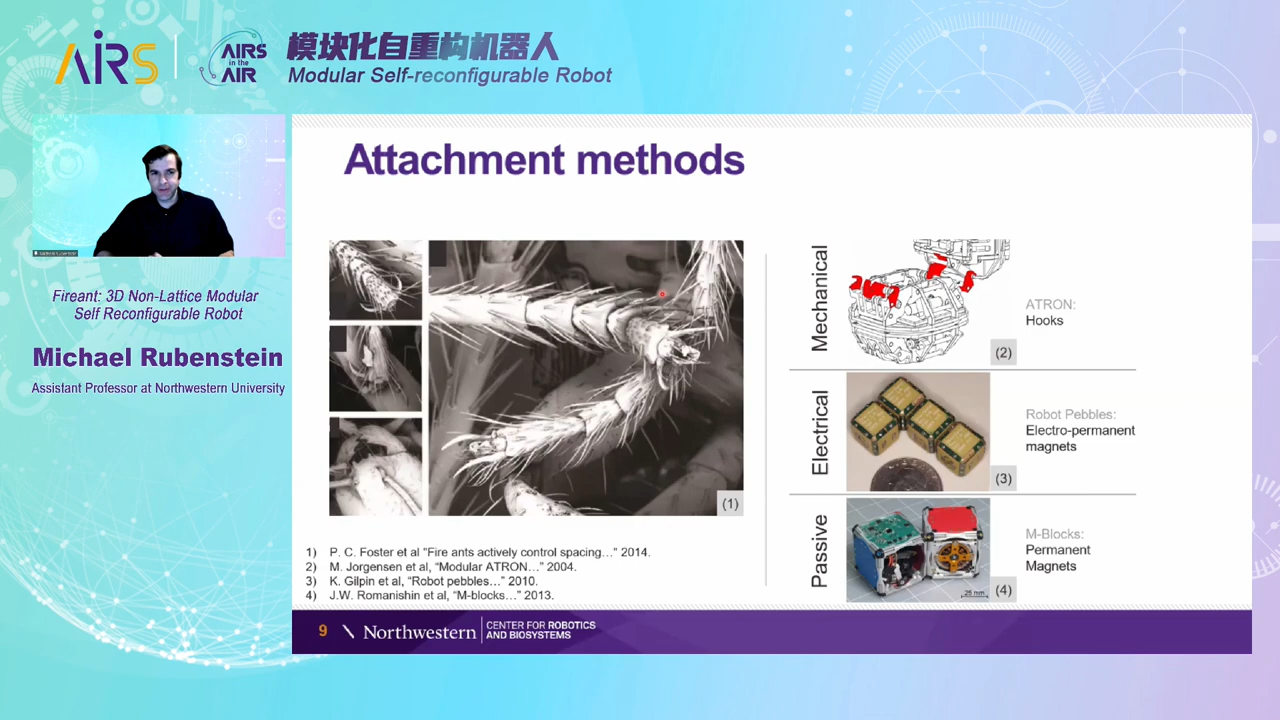 AIRS
AIRS
in the
AIR
模块化自重构机器人
Modular Self-reconfigurable Robot
Fireant: 3D Non-Lattice Modular
Self Reconfigurable Robot
Michael Rubenstein
Assistant Professor at Northwestern University
Attachment methods
(1)
Mechanical
ATRON:
Hooks
(2)
Electrical
Robot Pebbles:
Electro-permanent
magnets
(3)
Passive
M-Blocks:
Permanent
Magnets
25 mm
(4)
1) P. C. Foster et al “Fire ants actively control spacing…” 2014.
2) M. Jorgensen et al, “Modular ATRON…” 2004.
3) K. Gilpin et al, “Robot pebbles…” 2010.
4) J.W. Romanishin et al, “M-blocks…” 2013.
9
Northwestern
CENTER FOR ROBOTICS
AND BIOSYSTEMS